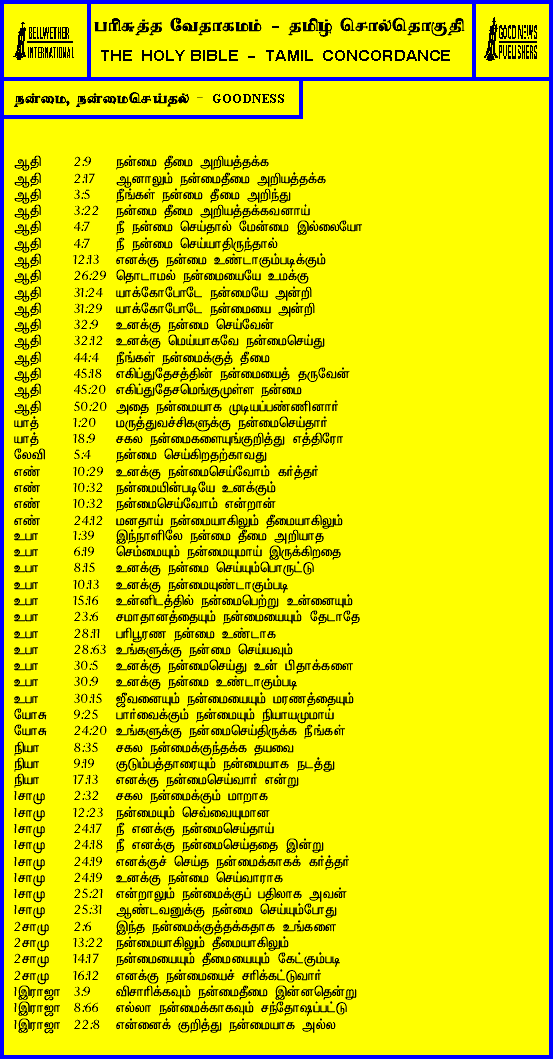 BELLWETHER
INTERNATIONAL
பரிசுத்த வேதாகமம் - தமிழ் சொல்தொகுதி
THE HOLY BIBLE - TAMIL CONCORDANCE
GOOD NEWS
PUBLISHERS
நன்மை, நன்மைசெய்தல் - GOODNESS
ஆதி 2:9 நன்மை தீமை அறியத்தக்க
ஆதி 2:17 ஆனாலும் நன்மைதீமை அறியத்தக்க
ஆதி 3:5 நீங்கள் நன்மை தீமை அறிந்து
ஆதி 3:22 நன்மை தீமை அறியத்தக்கவனாய்
ஆதி 4:7 நீ நன்மை செய்தால் மேன்மை இல்லையோ
ஆதி 4:7 நீ நன்மை செய்யாதிருந்தால்
ஆதி 12:13 எனக்கு நன்மை உண்டாகும்படிக்கும்
ஆதி 26:29 தொடாமல் நன்மையையே உமக்கு
ஆதி 31:24 யாக்கோபோடே நன்மையே அன்றி
ஆதி 31:29 யாக்கோபோடே நன்மையை அன்றி
ஆதி 32:9 உனக்கு நன்மை செய்வேன்
ஆதி 32:12 உனக்கு மெய்யாகவே நன்மைசெய்து
ஆதி 44:4 நீங்கள் நன்மைக்குத் தீமை
ஆதி 45:18 எகிப்துதேசத்தின் நன்மையைத் தருவேன்
ஆதி 45:20 எகிப்துதேசமெங்குமுள்ள நன்மை
ஆதி 50:20 அதை நன்மையாக முடியப்பண்ணினார்
யாத் 1:20 மருத்துவச்சிகளுக்கு நன்மைசெய்தார்
யாத் 18:9 சகல நன்மைகளையுங்குறித்து எத்திரோ
லேவி 5:4 நன்மை செய்கிறதற்காவது
எண் 10:29 உனக்கு நன்மைசெய்வோம் கர்த்தர்
எண் 10:32 நன்மையின்படியே உனக்கும்
எண் 10:32 நன்மைசெய்வோம் என்றான்
எண் 24:12 மனதாய் நன்மையாகிலும் தீமையாகிலும்
உபா 1:39 இந்நாளிலே நன்மை தீமை அறியாத
உபா 6:19 செம்மையும் நன்மையுமாய் இருக்கிறதை
உபா 8:15 உனக்கு நன்மை செய்யும்பொருட்டு
உபா 10:13 உனக்கு நன்மையுண்டாகும்படி
உபா 15:16 உன்னிடத்தில் நன்மைபெற்று உன்னையும்
உபா 23:6 சமாதானத்தையும் நன்மையையும் தேடாதே
உபா 28:11 பரிபூரண நன்மை உண்டாக
உபா 28:63 உங்களுக்கு நன்மை செய்யவும்
உபா 30:5 உனக்கு நன்மைசெய்து உன் பிதாக்களை
உபா 30:9 உனக்கு நன்மை உண்டாகும்படி
உபா 30:15 ஜீவனையும் நன்மையையும் மரணத்தையும்
யோசு 9:25 பார்வைக்கும் நன்மையும் நியாயமுமாய்
யோசு 24:20 உங்களுக்கு நன்மைசெய்திருக்க நீங்கள்
நியா 8:35 சகல நன்மைக்குந்தக்க தயவை
நியா 9:19 குடும்பத்தாரையும் நன்மையாக நடத்து
நியா 17:13 எனக்கு நன்மைசெய்வார் என்று
1சாமு 2:32 சகல நன்மைக்கும் மாறாக
1சாமு 12:23 நன்மையும் செவ்வையுமான
1சாமு 24:17 நீ எனக்கு நன்மைசெய்தாய்
1சாமு 24:18 நீ எனக்கு நன்மைசெய்ததை இன்று
1சாமு 24:19 எனக்குச் செய்த நன்மைக்காகக் கர்த்தர்
1சாமு 24:19 உனக்கு நன்மை செய்வாராக
1சாமு 25:21 என்றாலும் நன்மைக்குப் பதிலாக அவன்
1சாமு 25:31 ஆண்டவனுக்கு நன்மை செய்யும்போது
2சாமு 2:6 இந்த நன்மைக்குத்தக்கதாக உங்களை
2சாமு 13:22 நன்மையாகிலும் தீமையாகிலும்
2சாமு 14:17 நன்மையையும் தீமையையும் கேட்கும்படி
2சாமு 16:12 எனக்கு நன்மையைச் சரிக்கட்டுவார்
1இராஜா 3:9 விசாரிக்கவும் நன்மைதீமை இன்னதென்று
1இராஜா 8:66 எல்லா நன்மைக்காகவும் சந்தோஷப்பட்டு
1இராஜா 22:8 என்னைக் குறித்து நன்மையாக அல்ல